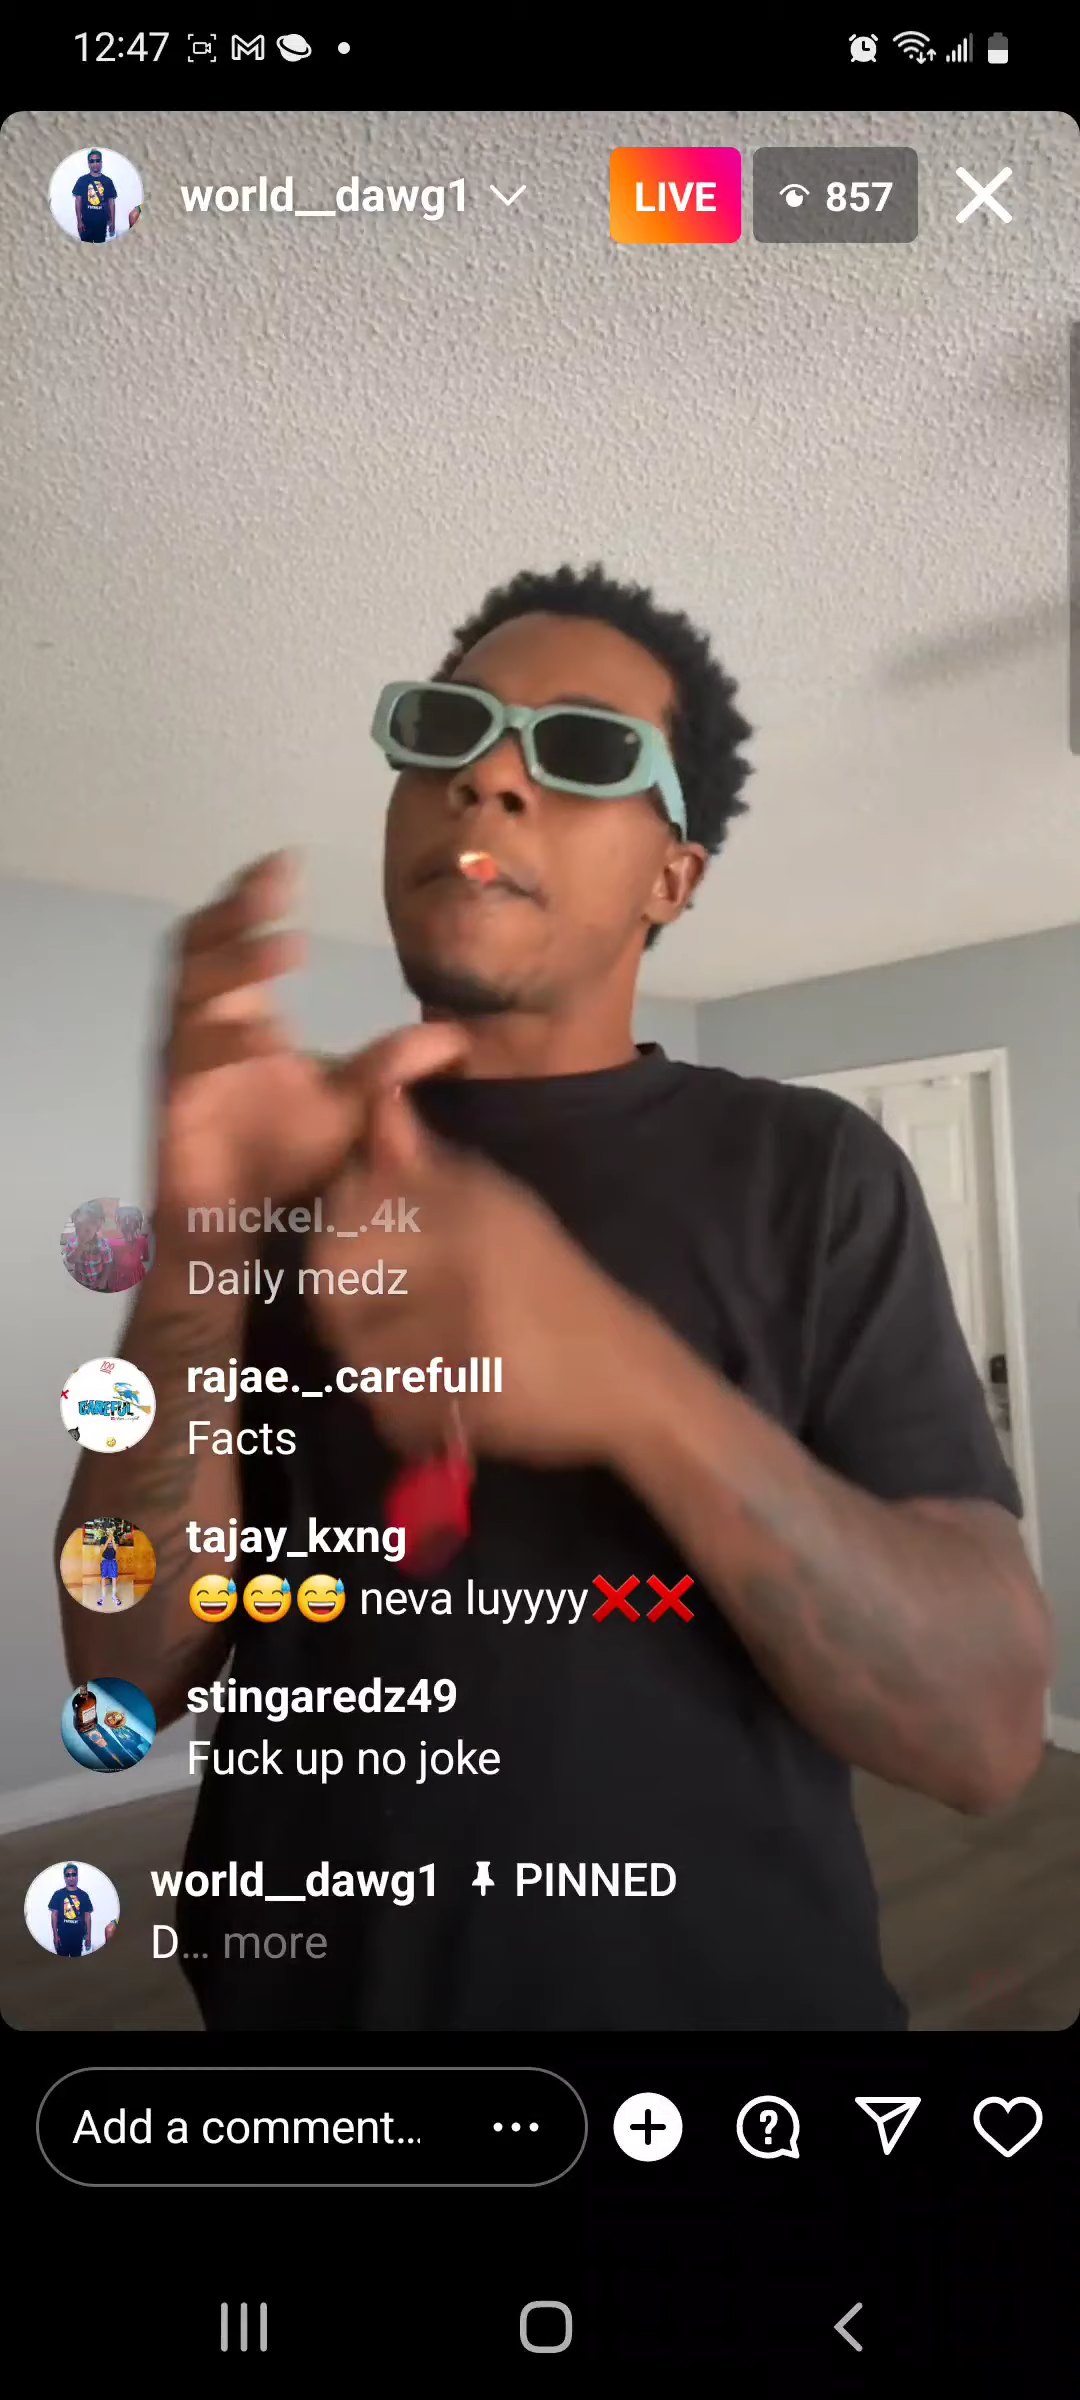 12:47
world__dawg1
LIVE
857
mickel._.4k
Daily medz
rajae._.carefulll
CAREFUL
Facts
tajay_kxng
😅😅😅 neva luyyyy❌❌
stingaredz49
Fuck up no joke
world__dawg1 PINNED
D... more
Add a comment...